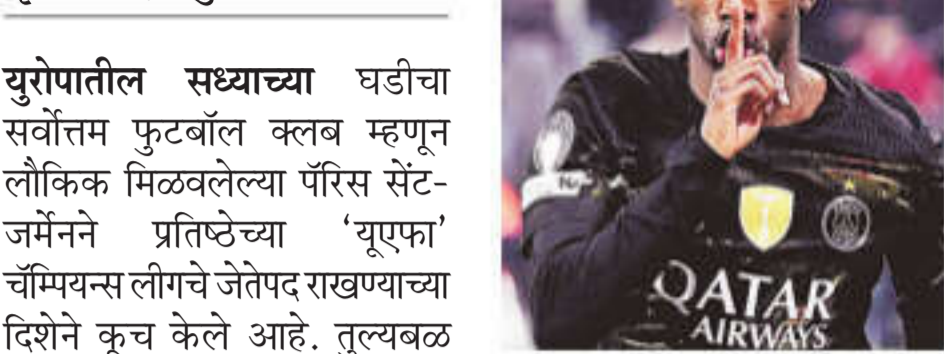 युरोपातील सध्याच्या घडीचा
सर्वोत्तम फुटबॉल क्लब म्हणून
लौकिक मिळवलेल्या पॅरिस सेंट-
जर्मेनने प्रतिष्ठेच्या ‘यूएफा’
चॅम्पियन्स लीगचे जेतेपद राखण्याच्या
दिशेने कूच केले आहे. तुल्यबळ
QATAR
AIRWAYS